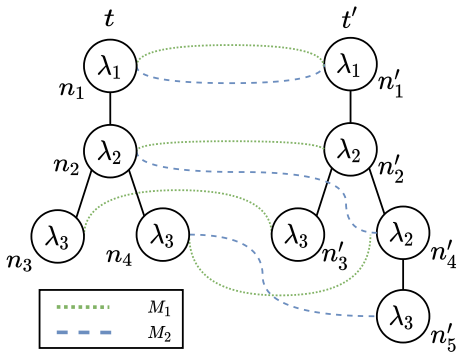 t t′
λ₁ λ₁
n₁ n′₁
λ₂ λ₂
n₂ n′₂
λ₃ λ₃ λ₃ λ₂
n₃ n₄ n′₃ n′₄
M₁
λ₃
M₂
n′₅